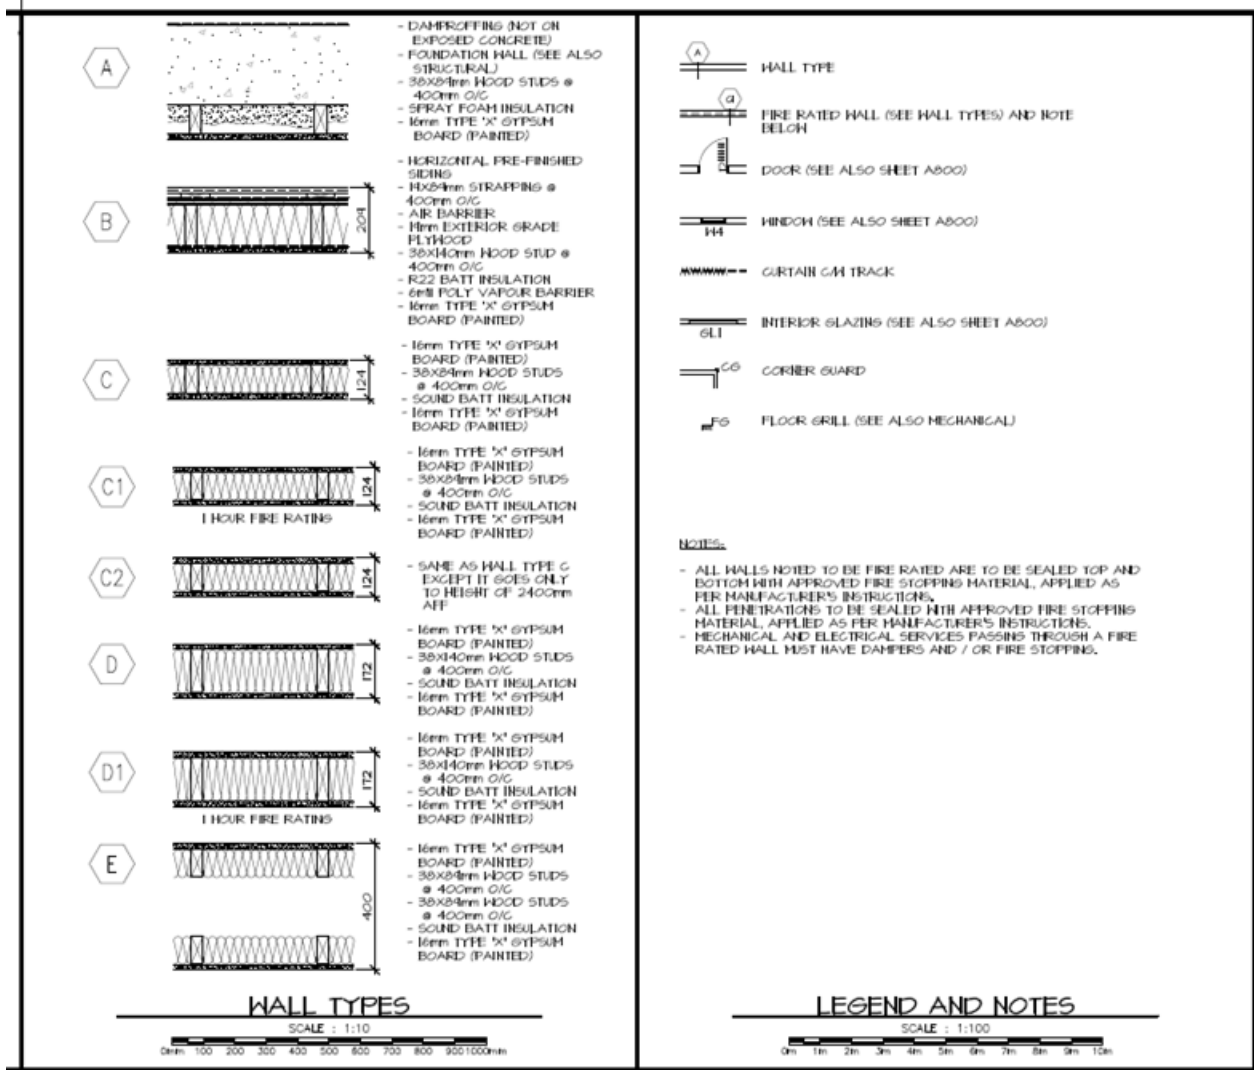 A
- DAMPROFFING (NOT ON
EXPOSED CONCRETE)
- FOUNDATION WALL (SEE ALSO
STRUCTURAL)
- 38X89mm WOOD STUDS @
400mm O/C
- SPRAY FOAM INSULATION
- 16mm TYPE 'X' GYPSUM
BOARD (PAINTED)
B
209
- HORIZONTAL PRE-FINISHED
SIDING
- 19X89mm STRAPPING @
400mm O/C
- AIR BARRIER
- 19mm EXTERIOR GRADE
PLYWOOD
- 38X140mm WOOD STUD @
400mm O/C
- R22 BATT INSULATION
- 6mil POLY VAPOUR BARRIER
- 16mm TYPE 'X' GYPSUM
BOARD (PAINTED)
C
124
- 16mm TYPE 'X' GYPSUM
BOARD (PAINTED)
- 38X89mm WOOD STUDS
@ 400mm O/C
- SOUND BATT INSULATION
- 16mm TYPE 'X' GYPSUM
BOARD (PAINTED)
C1
124
1 HOUR FIRE RATING
- 16mm TYPE 'X' GYPSUM
BOARD (PAINTED)
- 38X89mm WOOD STUDS
@ 400mm O/C
- SOUND BATT INSULATION
- 16mm TYPE 'X' GYPSUM
BOARD (PAINTED)
C2
124
- SAME AS WALL TYPE C
EXCEPT IT GOES ONLY
TO HEIGHT OF 2400mm
AFF
D
172
- 16mm TYPE 'X' GYPSUM
BOARD (PAINTED)
- 38X140mm WOOD STUDS
@ 400mm O/C
- SOUND BATT INSULATION
- 16mm TYPE 'X' GYPSUM
BOARD (PAINTED)
D1
172
1 HOUR FIRE RATING
- 16mm TYPE 'X' GYPSUM
BOARD (PAINTED)
- 38X140mm WOOD STUDS
@ 400mm O/C
- SOUND BATT INSULATION
- 16mm TYPE 'X' GYPSUM
BOARD (PAINTED)
E
400
- 16mm TYPE 'X' GYPSUM
BOARD (PAINTED)
- 38X89mm WOOD STUDS
@ 400mm O/C
- 38X89mm WOOD STUDS
@ 400mm O/C
- SOUND BATT INSULATION
- 16mm TYPE 'X' GYPSUM
BOARD (PAINTED)
WALL TYPES
SCALE : 1:10
0mm 100 200 300 400 500 600 700 800 900 1000mm
A
WALL TYPE
a
FIRE RATED WALL (SEE WALL TYPES) AND NOTE
BELOW
DOOR (SEE ALSO SHEET A800)
W4
WINDOW (SEE ALSO SHEET A800)
CURTAIN C/W TRACK
GL1
INTERIOR GLAZING (SEE ALSO SHEET A800)
CG
CORNER GUARD
FG
FLOOR GRILL (SEE ALSO MECHANICAL)
NOTES:
- ALL WALLS NOTED TO BE FIRE RATED ARE TO BE SEALED TOP AND
BOTTOM WITH APPROVED FIRE STOPPING MATERIAL, APPLIED AS
PER MANUFACTURER'S INSTRUCTIONS.
- ALL PENETRATIONS TO BE SEALED WITH APPROVED FIRE STOPPING
MATERIAL, APPLIED AS PER MANUFACTURER'S INSTRUCTIONS.
- MECHANICAL AND ELECTRICAL SERVICES PASSING THROUGH A FIRE
RATED WALL MUST HAVE DAMPERS AND / OR FIRE STOPPING.
LEGEND AND NOTES
SCALE : 1:100
0m 1m 2m 3m 4m 5m 6m 7m 8m 9m 10m